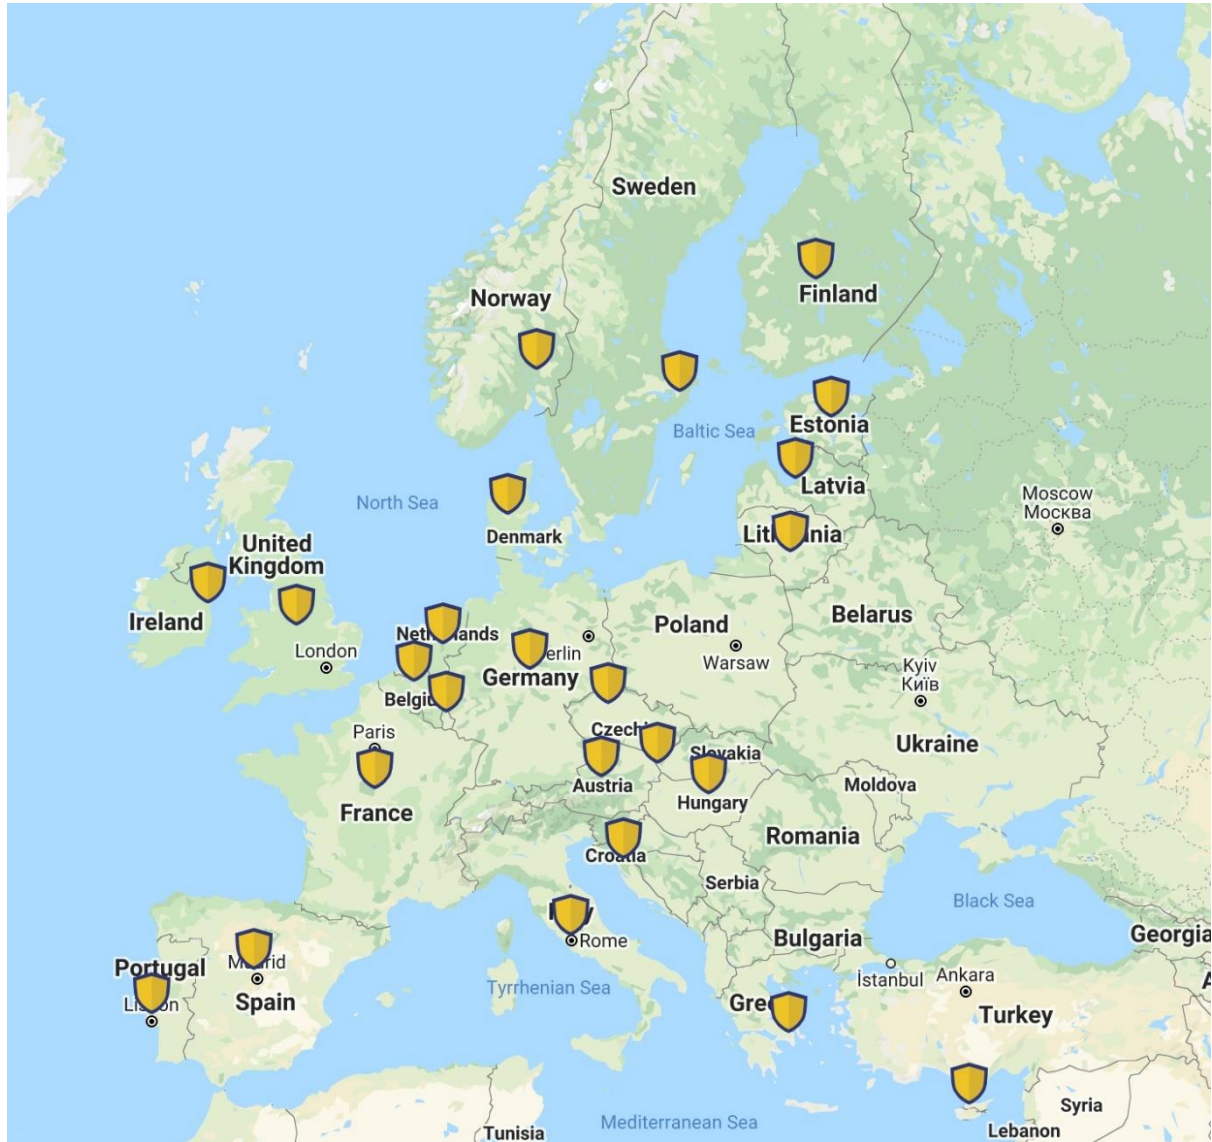 Sweden
Finland
Norway
Estonia
Baltic Sea
Latvia
North Sea
Moscow
Москва
Denmark
United
Kingdom
Belarus
Ireland
Poland
London
Warsaw
Germany
Kyiv
Київ
Paris
Ukraine
Slovakia
Austria
Moldova
Hungary
France
Romania
Serbia
Black Sea
Georgia
Bulgaria
Rome
Portugal
İstanbul
Ankara
Tyrrhenian Sea
Spain
Turkey
Syria
Mediterranean Sea
Tunisia
Lebanon